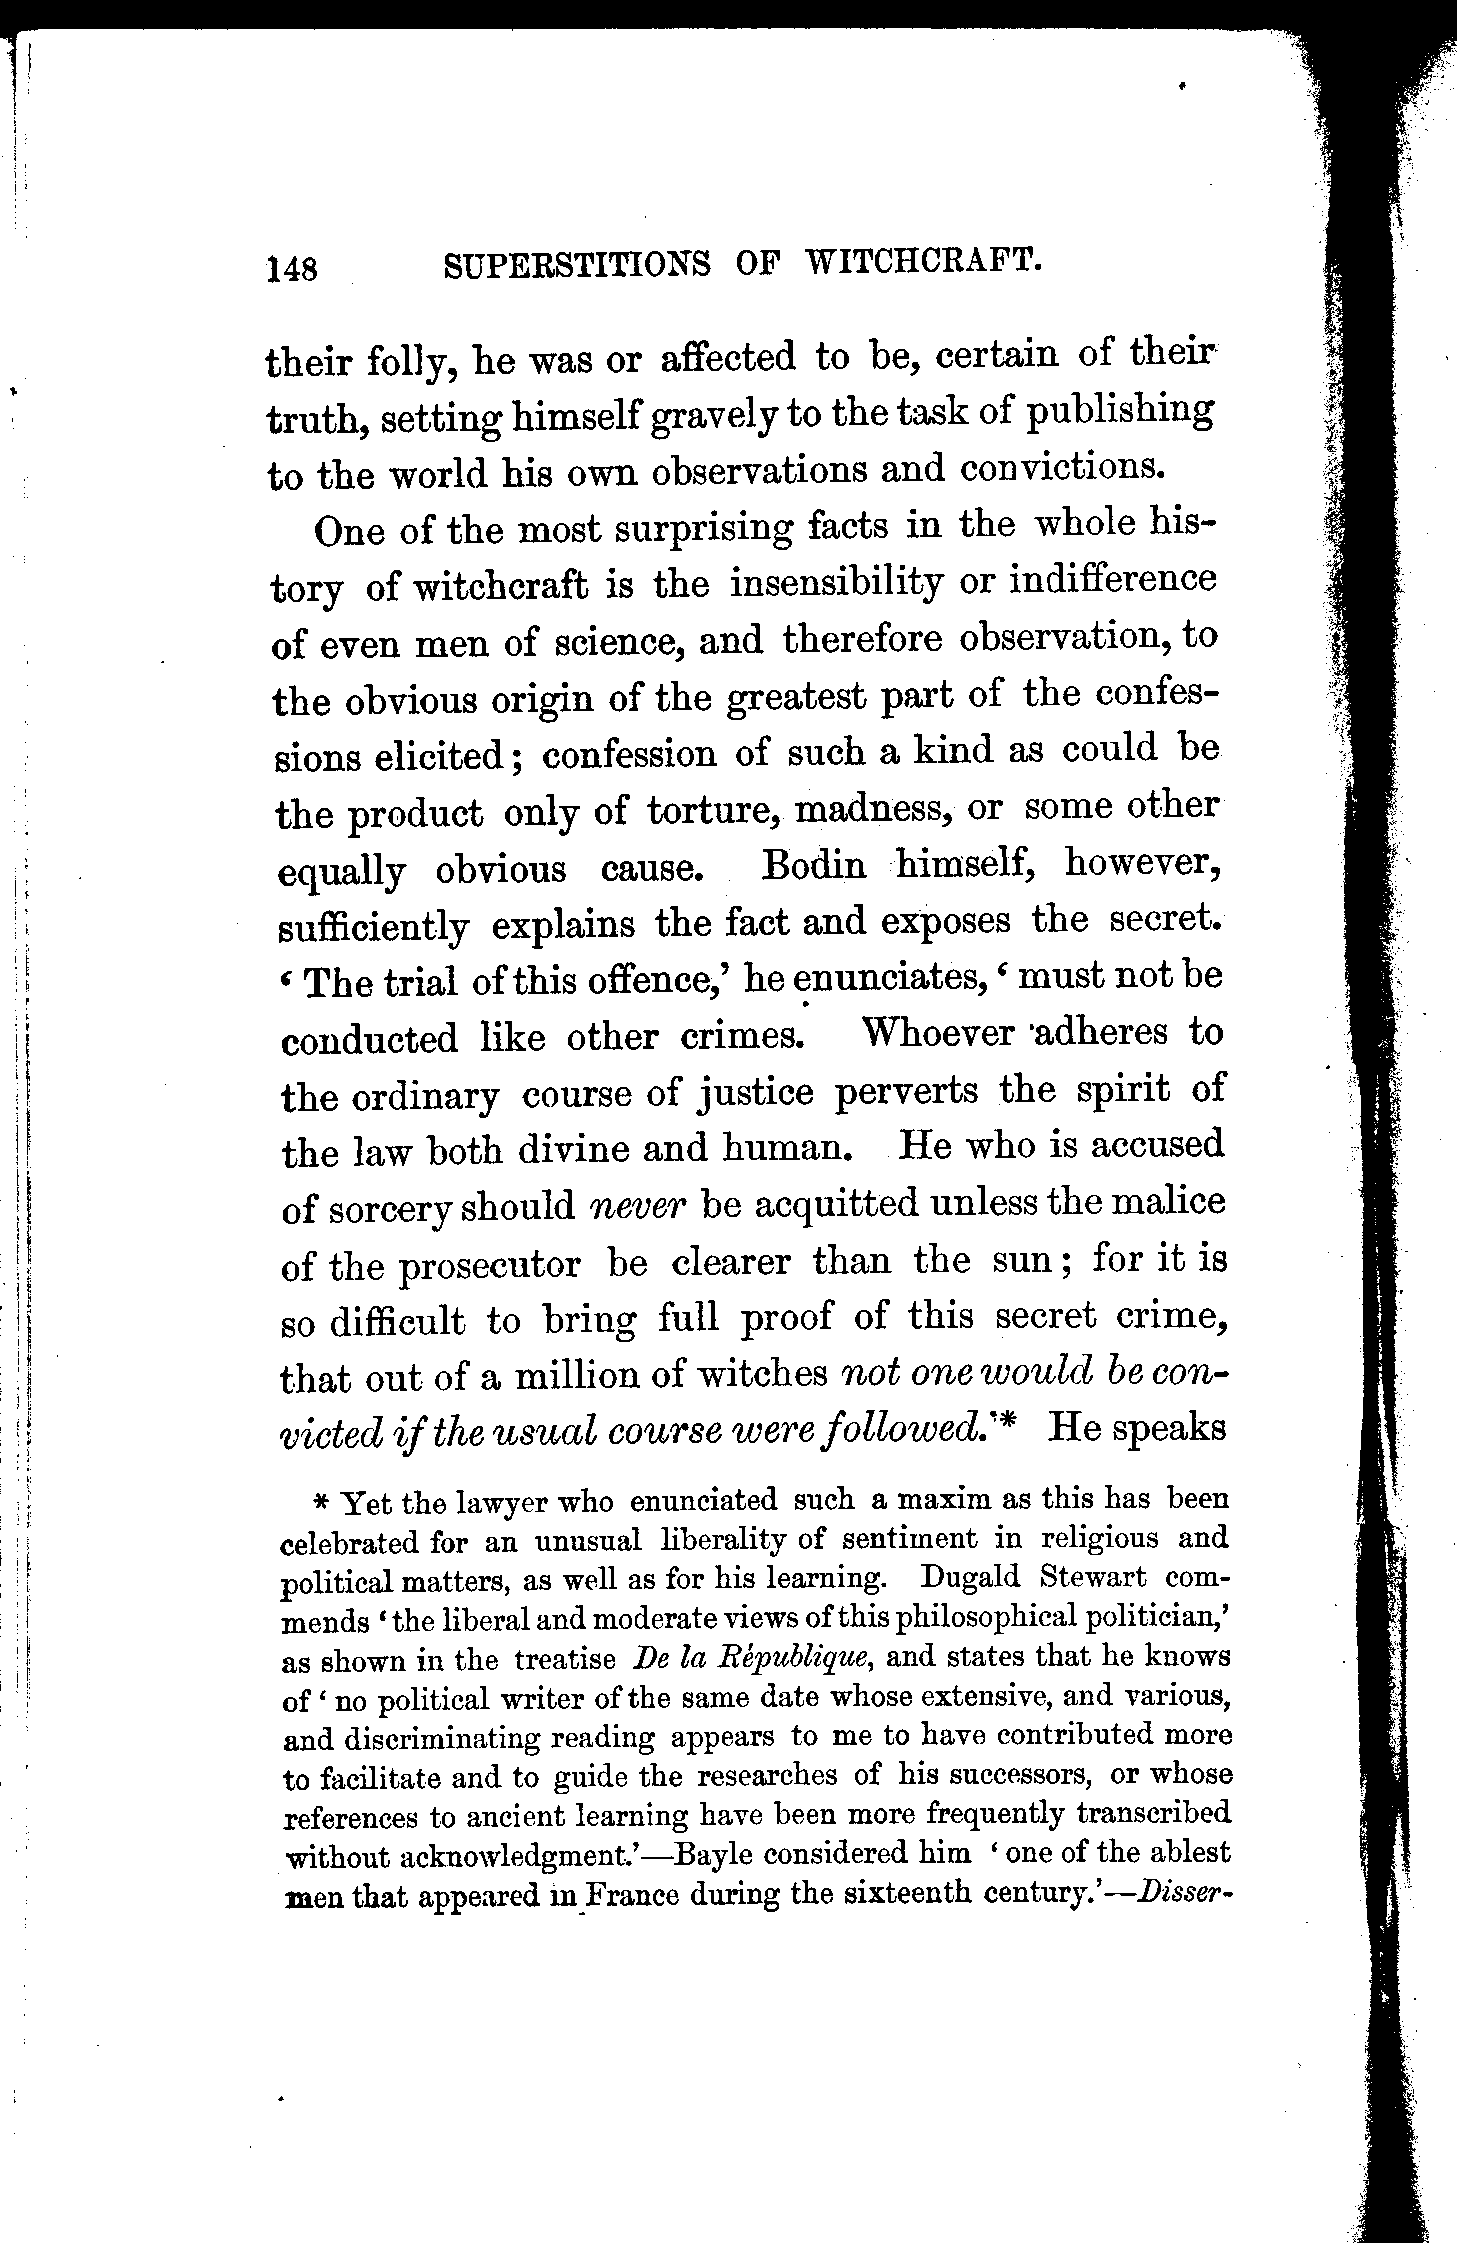 148 SUPERSTITIONS OF WITCHCRAFT.
their folly, he was or affected to be, certain of their
truth, setting himself gravely to the task of publishing
to the world his own observations and convictions.
One of the most surprising facts in the whole his-
tory of witchcraft is the insensibility or indifference
of even men of science, and therefore observation, to
the obvious origin of the greatest part of the confes-
sions elicited; confession of such a kind as could be
the product only of torture, madness, or some other
equally obvious cause. Bodin himself, however,
sufficiently explains the fact and exposes the secret.
‘The trial of this offence,’ he enunciates, ‘must not be
conducted like other crimes. Whoever adheres to
the ordinary course of justice perverts the spirit of
the law both divine and human. He who is accused
of sorcery should never be acquitted unless the malice
of the prosecutor be clearer than the sun; for it is
so difficult to bring full proof of this secret crime,
that out of a million of witches not one would be con-
victed if the usual course were followed.’* He speaks
* Yet the lawyer who enunciated such a maxim as this has been
celebrated for an unusual liberality of sentiment in religious and
political matters, as well as for his learning. Dugald Stewart com-
mends ‘the liberal and moderate views of this philosophical politician,’
as shown in the treatise De la République, and states that he knows
of ‘no political writer of the same date whose extensive, and various,
and discriminating reading appears to me to have contributed more
to facilitate and to guide the researches of his successors, or whose
references to ancient learning have been more frequently transcribed
without acknowledgment.’—Bayle considered him ‘one of the ablest
men that appeared in France during the sixteenth century.’—Disser-